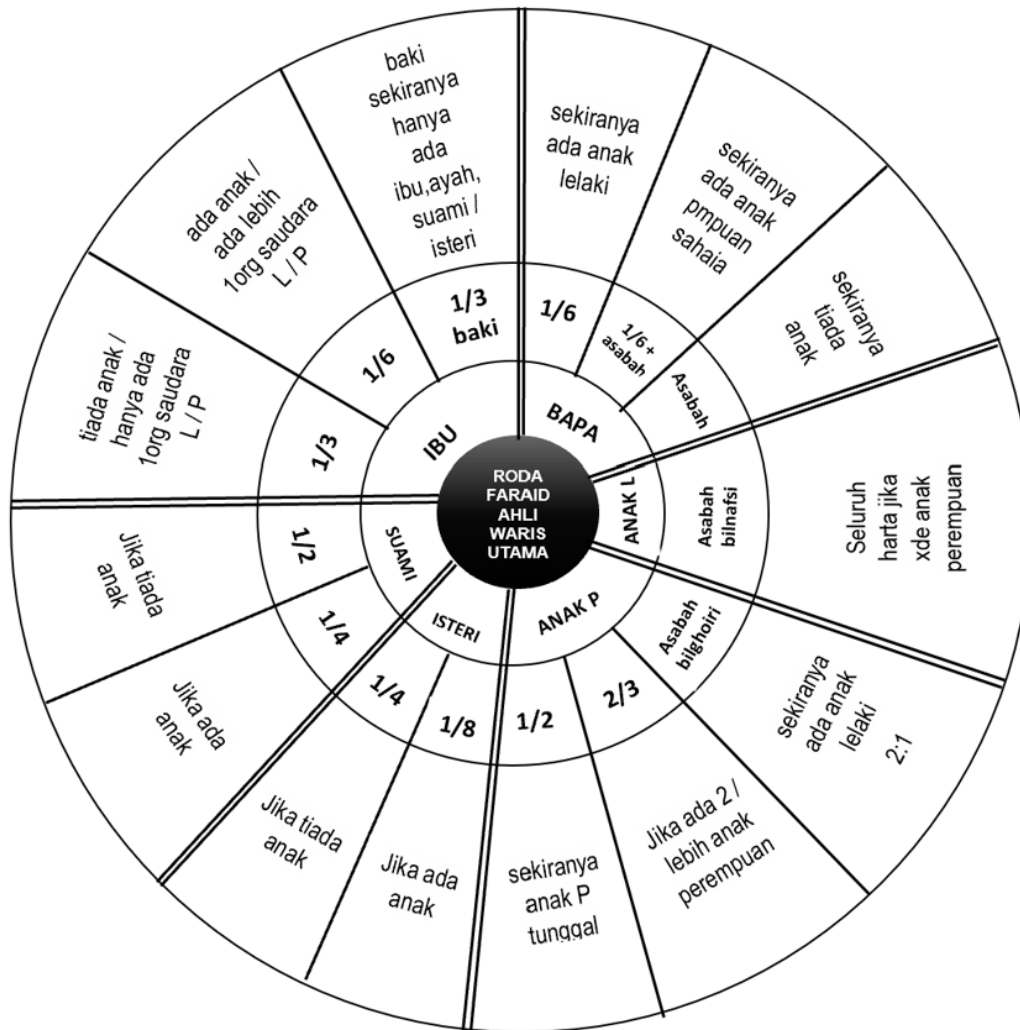 RODA
FARAID
AHLI
WARIS
UTAMA
IBU
1/3
baki
baki
sekiranya
hanya
ada
ibu,ayah,
suami /
isteri
1/6
ada anak /
ada lebih
1org saudara
L / P
1/3
tiada anak /
hanya ada
1org saudara
L / P
BAPA
1/6
sekiranya
ada anak
lelaki
1/6 +
asabah
sekiranya
ada anak
pmpuan
sahaia
Asabah
sekiranya
tiada
anak
ANAK L
Asabah
bilnafsi
Seluruh
harta jika
xde anak
perempuan
ANAK P
Asabah
bilghoiri
sekiranya
ada anak
lelaki
2:1
2/3
Jika ada 2 /
lebih anak
perempuan
1/2
sekiranya
anak P
tunggal
ISTERI
1/8
Jika ada
anak
1/4
Jika tiada
anak
SUAMI
1/4
Jika ada
anak
1/2
Jika tiada
anak